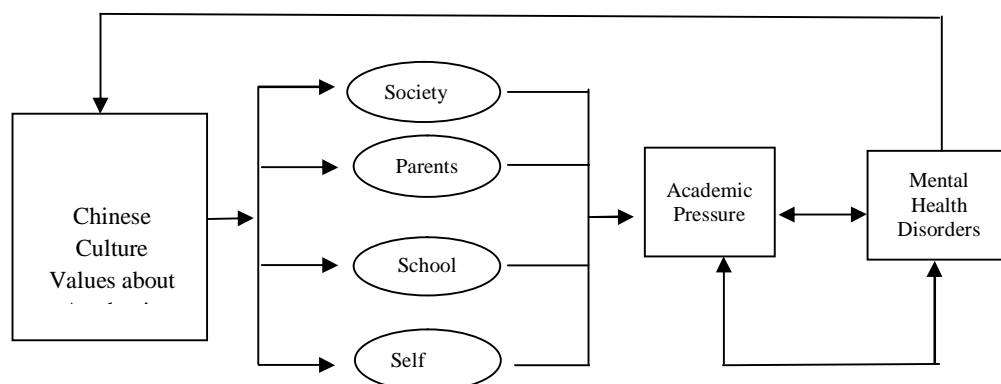 Society
Parents
School
Self
Chinese
Culture
Values about
Academic
Pressure
Mental
Health
Disorders